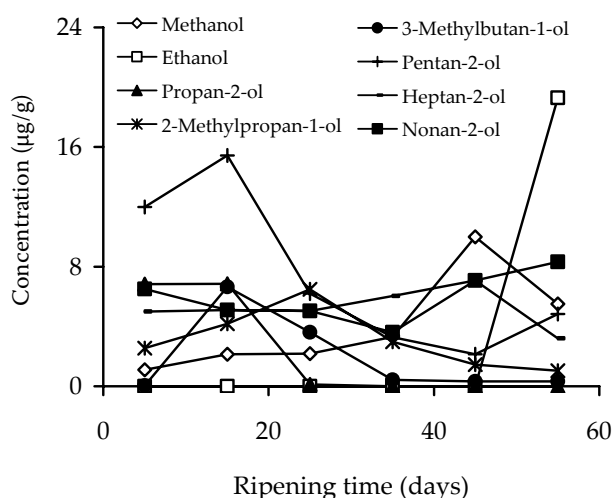 24
16
8
0
Concentration (µg/g)
Methanol
Ethanol
Propan-2-ol
2-Methylpropan-1-ol
3-Methylbutan-1-ol
Pentan-2-ol
Heptan-2-ol
Nonan-2-ol
0 20 40 60
Ripening time (days)